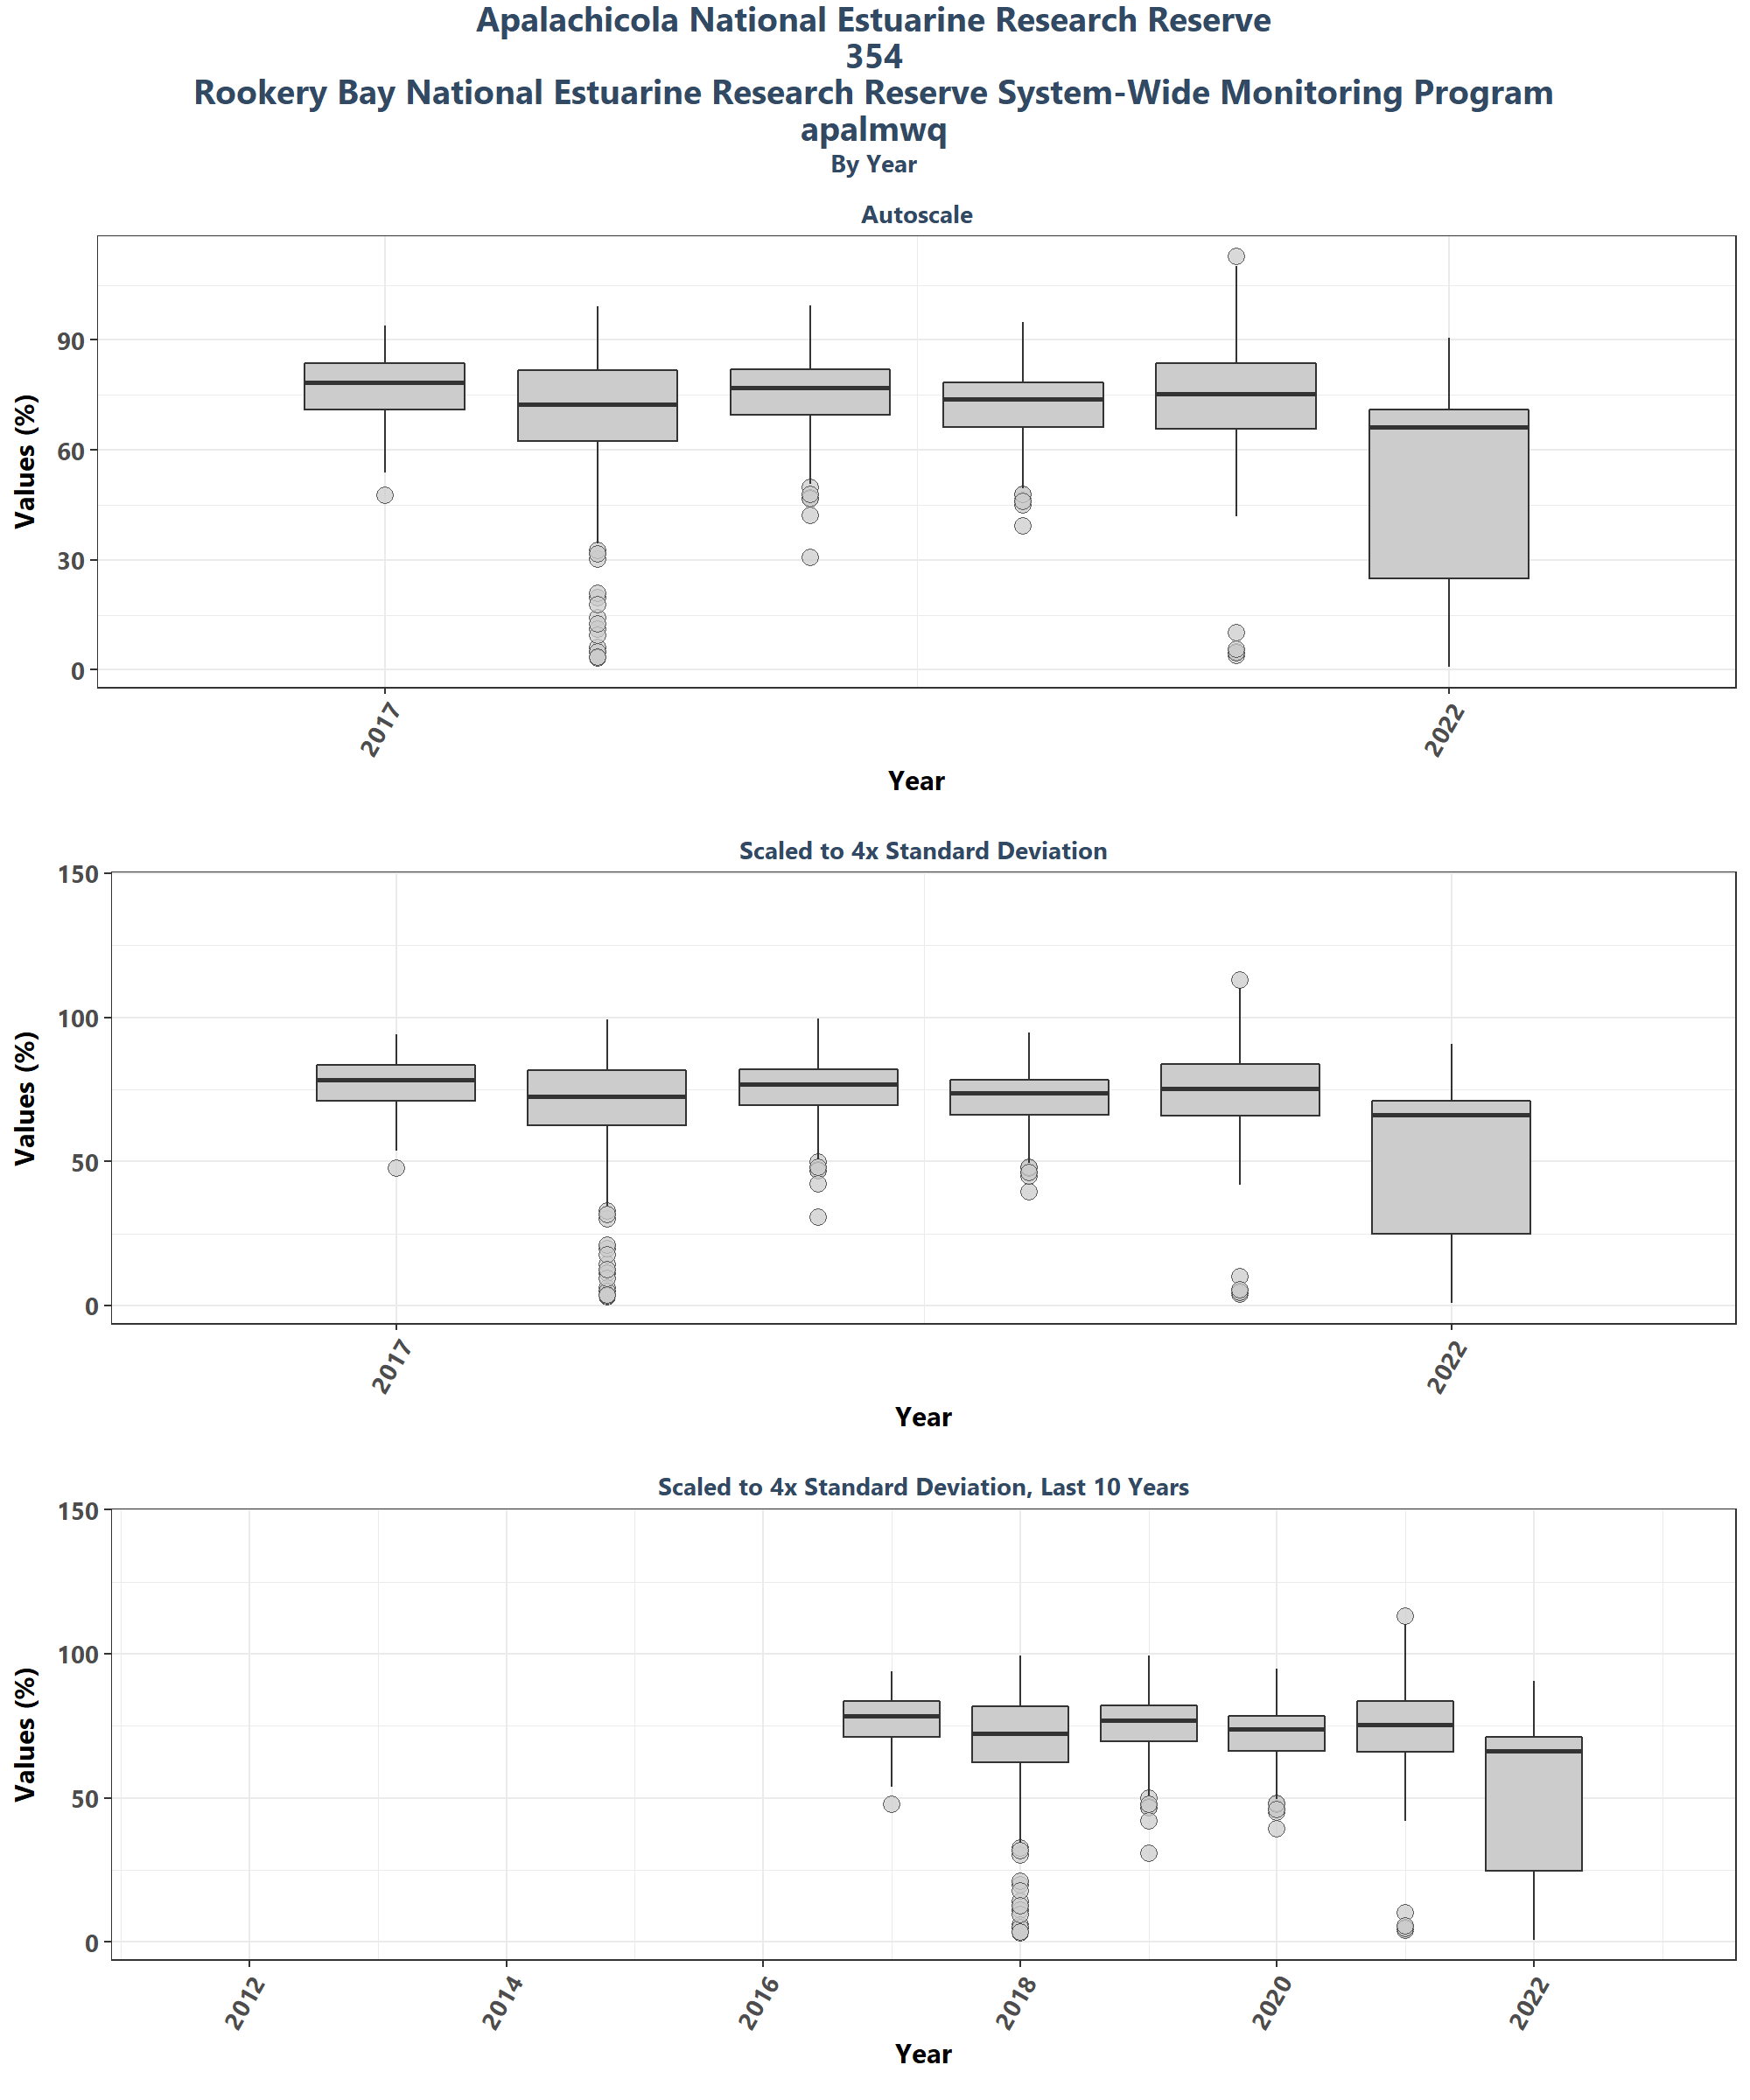 Apalachicola National Estuarine Research Reserve
354
Rookery Bay National Estuarine Research Reserve System-Wide Monitoring Program
apalmwq
By Year
Autoscale
Values (%)
90
60
30
0
2017
2022
Year
Scaled to 4x Standard Deviation
Values (%)
150
100
50
0
2017
2022
Year
Scaled to 4x Standard Deviation, Last 10 Years
Values (%)
150
100
50
0
2012
2014
2016
2018
2020
2022
Year